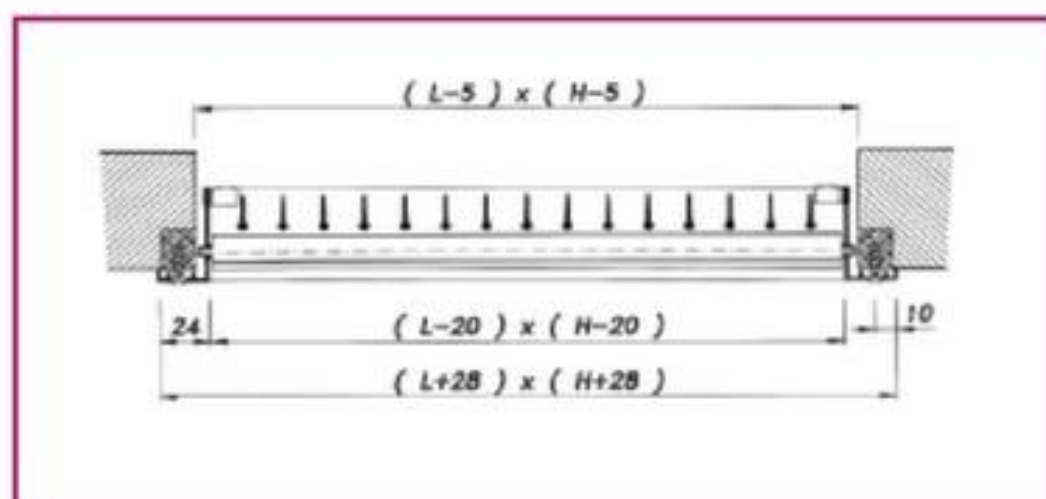 ( L-5 ) x ( H-5 )
24
( L-20 ) x ( H-20 )
10
( L+28 ) x ( H+28 )